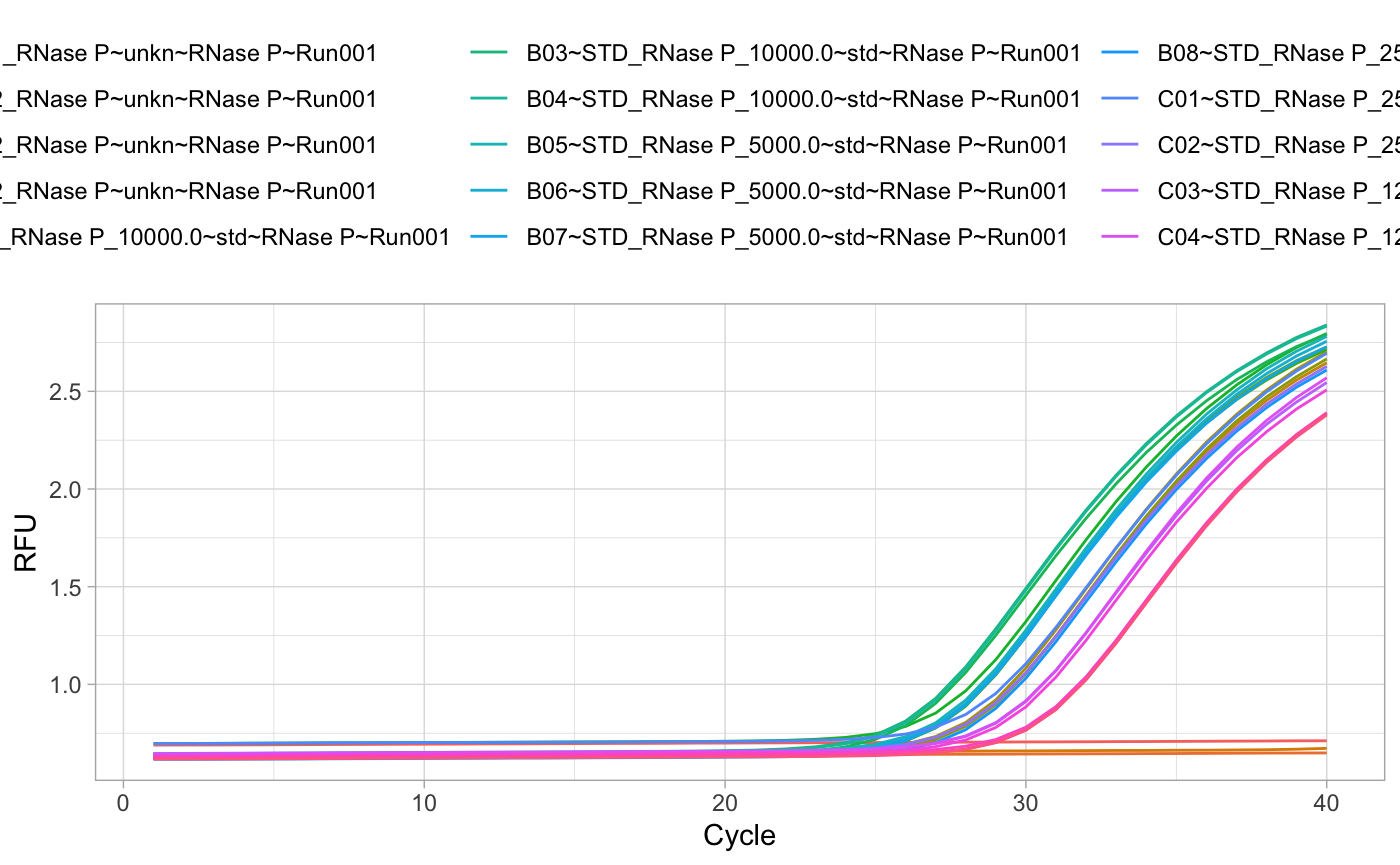 _RNase P~unkn~RNase P~Run001
B03~STD_RNase P_10000.0~std~RNase P~Run001
B08~STD_RNase P_25
2_RNase P~unkn~RNase P~Run001
B04~STD_RNase P_10000.0~std~RNase P~Run001
C01~STD_RNase P_25
2_RNase P~unkn~RNase P~Run001
B05~STD_RNase P_5000.0~std~RNase P~Run001
C02~STD_RNase P_25
2_RNase P~unkn~RNase P~Run001
B06~STD_RNase P_5000.0~std~RNase P~Run001
C03~STD_RNase P_12
_RNase P_10000.0~std~RNase P~Run001
B07~STD_RNase P_5000.0~std~RNase P~Run001
C04~STD_RNase P_12
2.5
2.0
1.5
1.0
RFU
0
10
20
30
40
Cycle